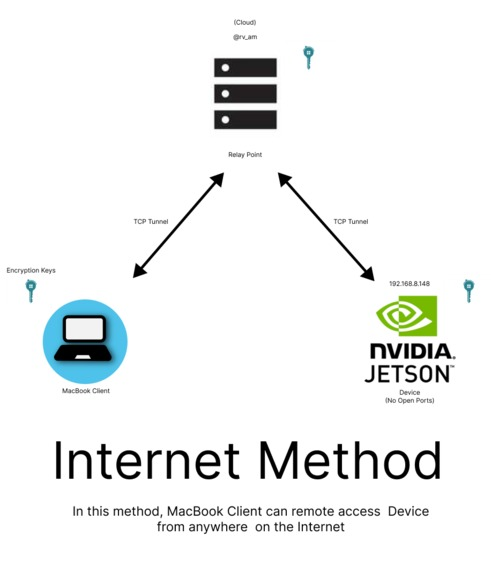 (Cloud)
@rv_am
Relay Point
TCP Tunnel
TCP Tunnel
Encryption Keys
192.168.8.148
MacBook Client
NVIDIA.
JETSON™
Device
(No Open Ports)
Internet Method
In this method, MacBook Client can remote access Device
from anywhere on the Internet